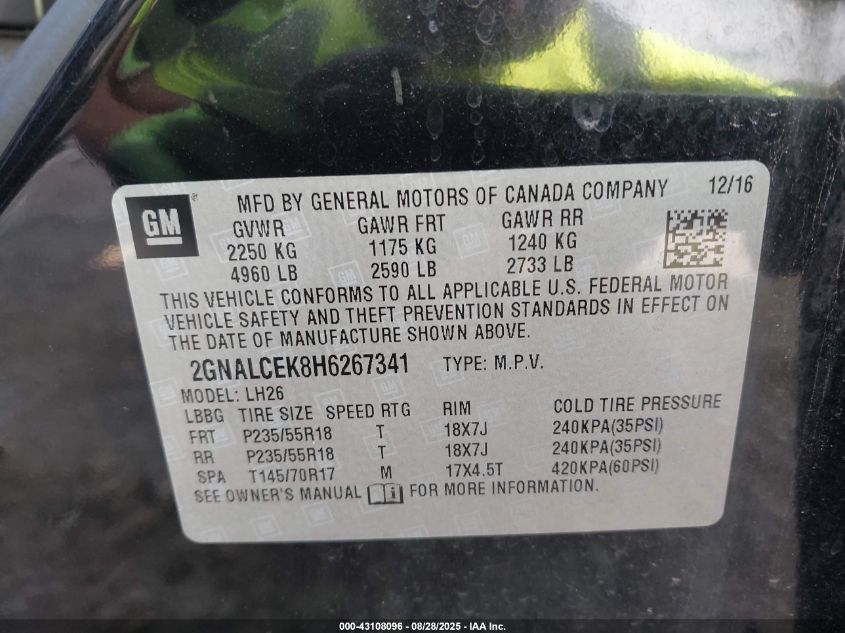 GM ® MFD BY GENERAL MOTORS OF CANADA COMPANY 12/16
GVWR GAWR FRT GAWR RR
2250 KG 1175 KG 1240 KG
4960 LB 2590 LB 2733 LB
THIS VEHICLE CONFORMS TO ALL APPLICABLE U.S. FEDERAL MOTOR
VEHICLE SAFETY AND THEFT PREVENTION STANDARDS IN EFFECT ON
THE DATE OF MANUFACTURE SHOWN ABOVE.
2GNALCEK8H6267341 TYPE: M.P.V.
MODEL: LH26
LBBG TIRE SIZE SPEED RTG RIM COLD TIRE PRESSURE
FRT P235/55R18 T 18X7J 240KPA(35PSI)
RR P235/55R18 T 18X7J 240KPA(35PSI)
SPA T145/70R17 M 17X4.5T 420KPA(60PSI)
SEE OWNER'S MANUAL FOR MORE INFORMATION.
000-43108096 - 08/28/2025 - IAA Inc.